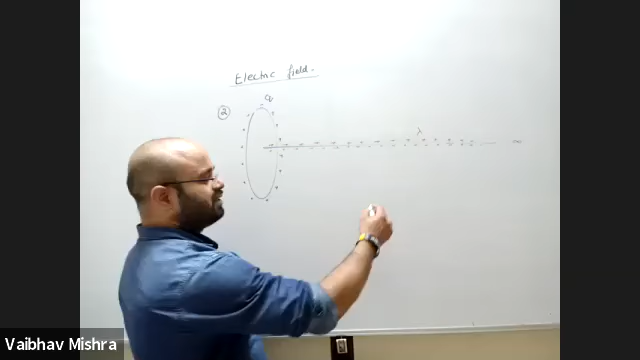 Electric field.
②
Q
λ
∞
Vaibhav Mishra